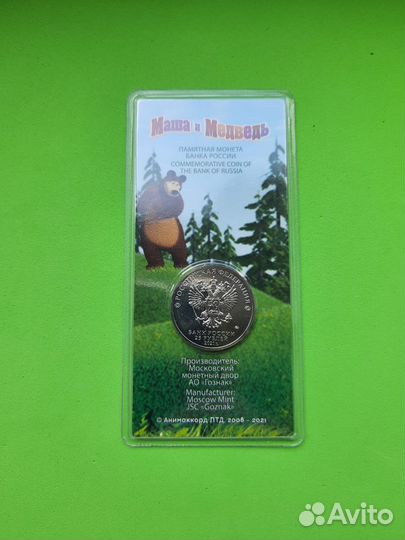 Маша и Медведь
ПАМЯТНАЯ МОНЕТА
БАНКА РОССИИ
COMMEMORATIVE COIN OF
THE BANK OF RUSSIA
РОССИЙСКАЯ ФЕДЕРАЦИЯ
БАНК РОССИИ
25 РУБЛЕЙ
2021 г.
Производитель:
Московский
монетный двор
АО «Гознак»
Manufacturer:
Moscow Mint
JSC «Goznak»
© Анимаккорд ЛТД, 2008 - 2021
Avito